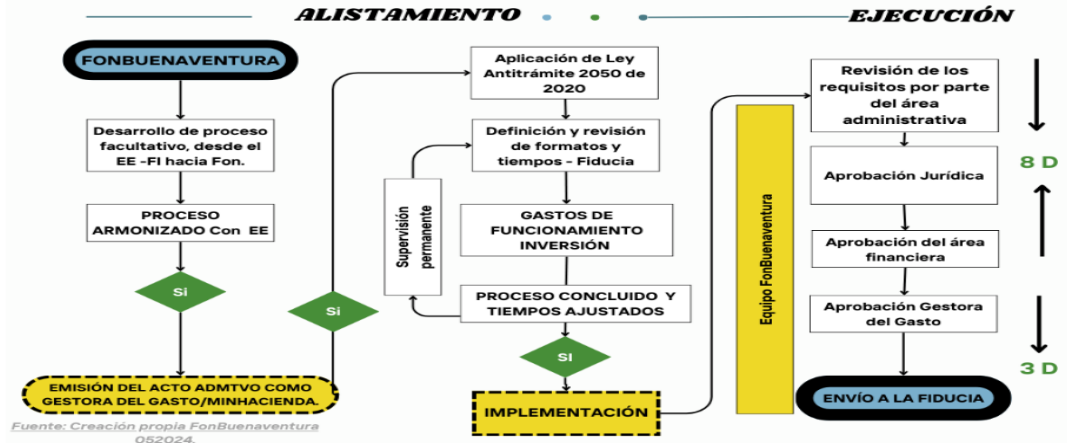 ALISTAMIENTO
EJECUCIÓN
FONBUENAVENTURA
Desarrollo de proceso
facultativo, desde el
EE -FI hacia Fon.
PROCESO
ARMONIZADO Con EE
Si
EMISIÓN DEL ACTO ADMTVO COMO
GESTORA DEL GASTO/MINHACIENDA.
Fuente: Creación propia FonBuenaventura
052024.
Si
Aplicación de Ley
Antitrámite 2050 de
2020
Definición y revisión
de formatos y
tiempos - Fiducia
Supervisión
permanente
GASTOS DE
FUNCIONAMIENTO
INVERSIÓN
PROCESO CONCLUIDO Y
TIEMPOS AJUSTADOS
SI
IMPLEMENTACIÓN
Equipo FonBuenaventura
Revisión de los
requisitos por parte
del área
administrativa
Aprobación Jurídica
Aprobación del área
financiera
Aprobación Gestora
del Gasto
ENVÍO A LA FIDUCIA
8 D
3 D